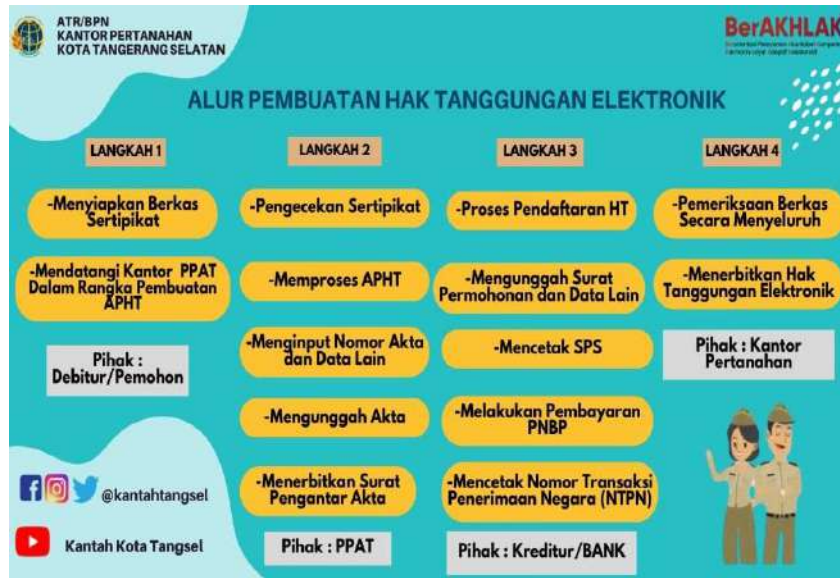 ATR/BPN
KANTOR PERTANAHAN
KOTA TANGERANG SELATAN
BerAKHLAK
ALUR PEMBUATAN HAK TANGGUNGAN ELEKTRONIK
LANGKAH 1
-Menyiapkan Berkas
Sertipikat
-Mendatangi Kantor PPAT
Dalam Rangka Pembuatan
APHT
Pihak :
Debitur/Pemohon
LANGKAH 2
-Pengecekan Sertipikat
-Memproses APHT
-Menginput Nomor Akta
dan Data Lain
-Mengunggah Akta
-Menerbitkan Surat
Pengantar Akta
Pihak : PPAT
LANGKAH 3
-Proses Pendaftaran HT
-Mengunggah Surat
Permohonan dan Data Lain
-Mencetak SPS
-Melakukan Pembayaran
PNBP
-Mencetak Nomor Transaksi
Penerimaan Negara (NTPN)
Pihak : Kreditur/BANK
LANGKAH 4
-Pemeriksaan Berkas
Secara Menyeluruh
-Menerbitkan Hak
Tanggungan Elektronik
Pihak : Kantor
Pertanahan
@kantahtangsel
Kantah Kota Tangsel